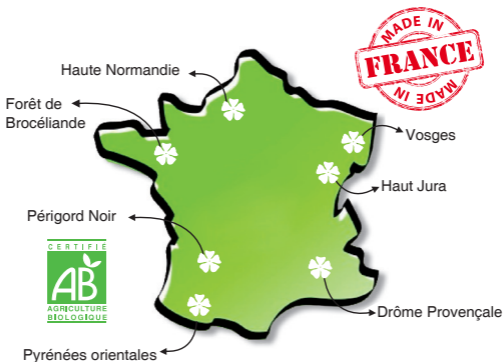 MADE IN
FRANCE
MADE IN
Haute Normandie
Forêt de
Brocéliande
Vosges
Haut Jura
Périgord Noir
CERTIFIÉ
AB
AGRICULTURE
BIOLOGIQUE
Drôme Provençale
Pyrénées orientales